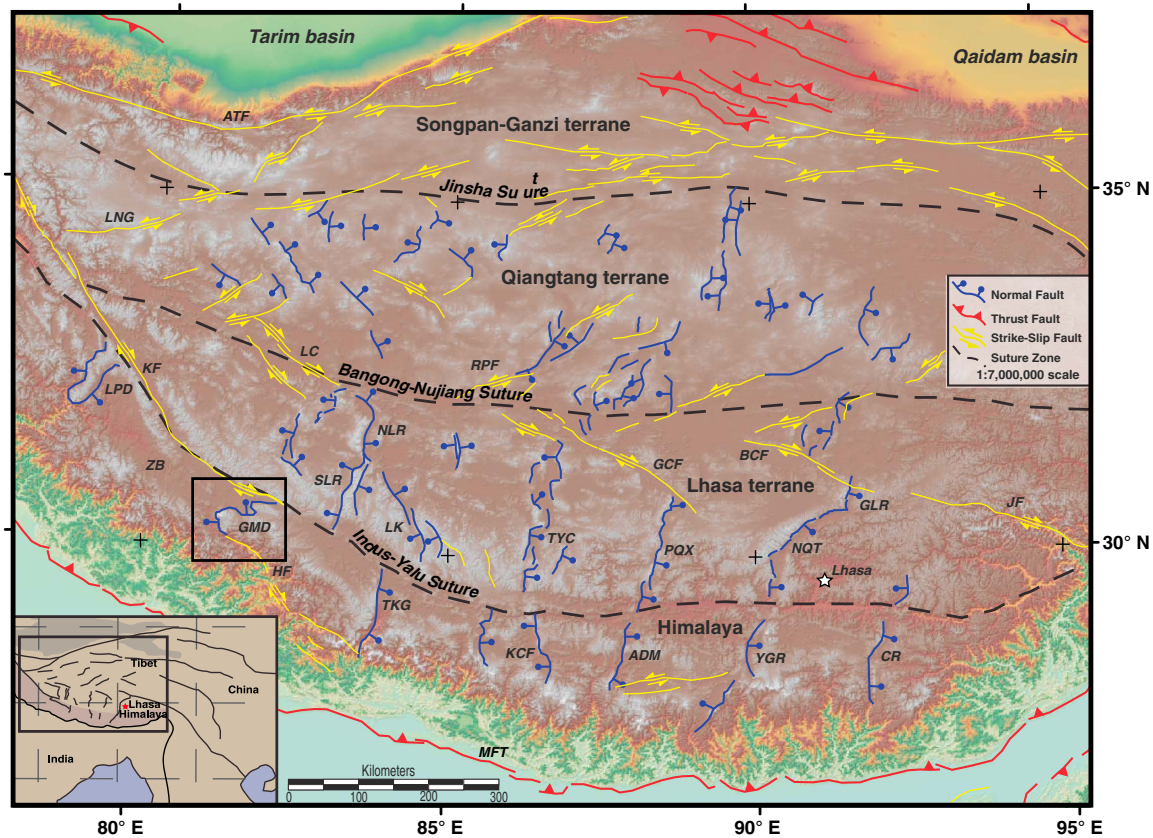 Tarim basin
Qaidam basin
ATF
Songpan-Ganzi terrane
t
Jinsha Su ure
35° N
LNG
Qiangtang terrane
Normal Fault
Thrust Fault
Strike-Slip Fault
Suture Zone
1:7,000,000 scale
KF
LC
RPF
LPD
Bangong-Nujiang Suture
NLR
ZB
SLR
GCF
BCF
Lhasa terrane
GLR
JF
GMD
LK
TYC
PQX
NQT
30° N
Lhasa
HF
Indus-Yalu Suture
TKG
Himalaya
KCF
ADM
YGR
CR
Tibet
China
Lhasa
Himalaya
India
MFT
Kilometers
0 100 200 300
80° E
85° E
90° E
95° E